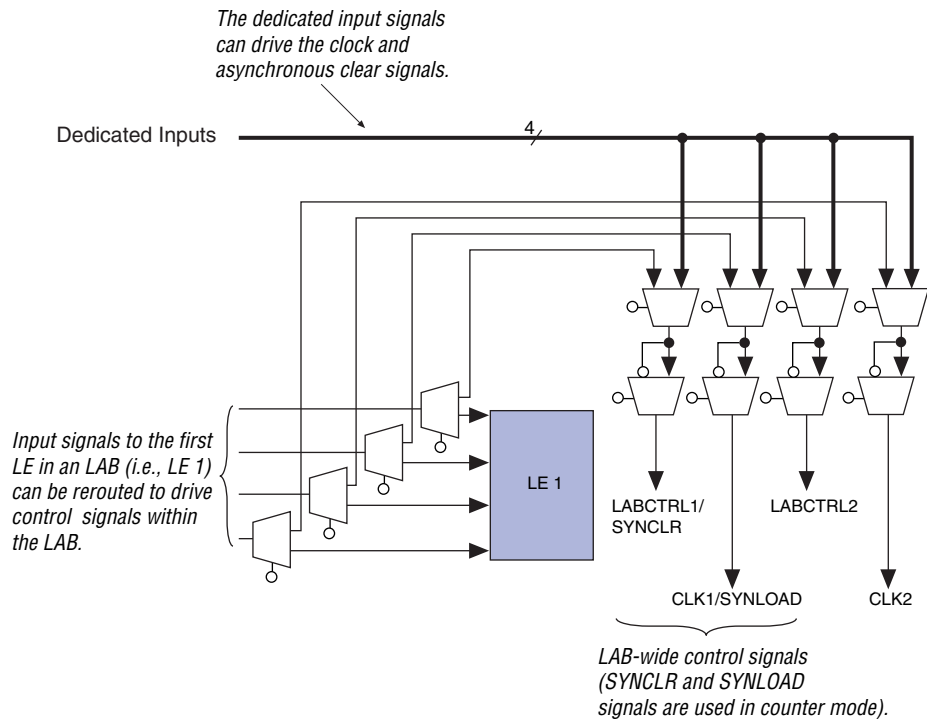 The dedicated input signals
can drive the clock and
asynchronous clear signals.
Dedicated Inputs
4
Input signals to the first
LE in an LAB (i.e., LE 1)
can be rerouted to drive
control signals within
the LAB.
LE 1
LABCTRL1/
SYNCLR
LABCTRL2
CLK1/SYNLOAD
CLK2
LAB-wide control signals
(SYNCLR and SYNLOAD
signals are used in counter mode).